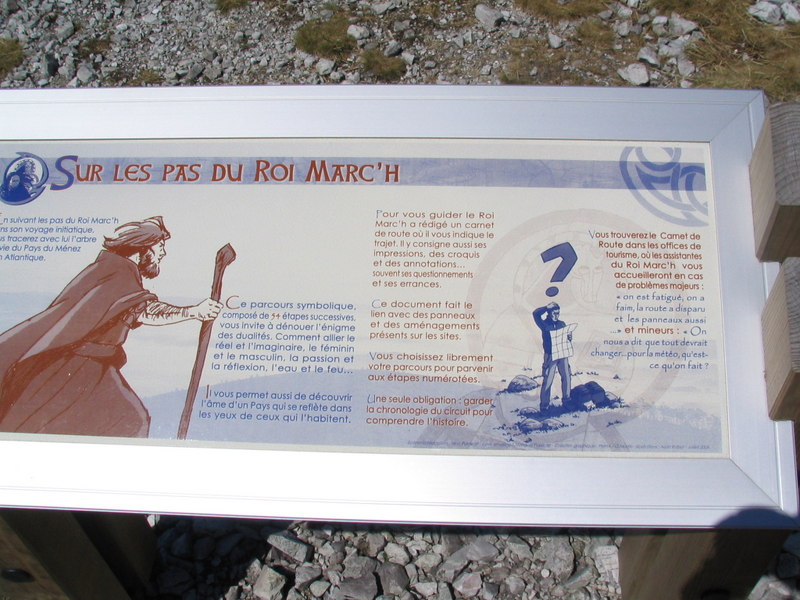 SUR LES PAS DU ROI MARC'H
n suivant les pas du Roi Marc'h
ns son voyage initiatique,
us tracerez avec lui l'arbre
vie du Pays du Ménez
n Atlantique.
Ce parcours symbolique,
composé de 54 étapes successives,
vous invite à dénouer l'énigme
des dualités. Comment allier le
réel et l'imaginaire, le féminin
et le masculin, la passion et
la réflexion, l'eau et le feu...
Il vous permet aussi de découvrir
l'âme d'un Pays qui se reflète dans
les yeux de ceux qui l'habitent.
Pour vous guider le Roi
Marc'h a rédigé un carnet
de route où il vous indique le
trajet. Il y consigne aussi ses
impressions, des croquis
et des annotations...
souvent ses questionnements
et ses errances.
Ce document fait le
lien avec des panneaux
et des aménagements
présents sur les sites.
Vous choisissez librement
votre parcours pour parvenir
aux étapes numérotées.
Une seule obligation : garder
la chronologie du circuit pour
comprendre l'histoire.
?
Vous trouverez le Carnet de
Route dans les offices de
tourisme, où les assistantes
du Roi Marc'h vous
accueilleront en cas
de problèmes majeurs :
« on est fatigué, on a
faim, la route a disparu
et les panneaux aussi
...» et mineurs : « On
nous a dit que tout devrait
changer...pour la météo, qu'est-
ce qu'on fait ?